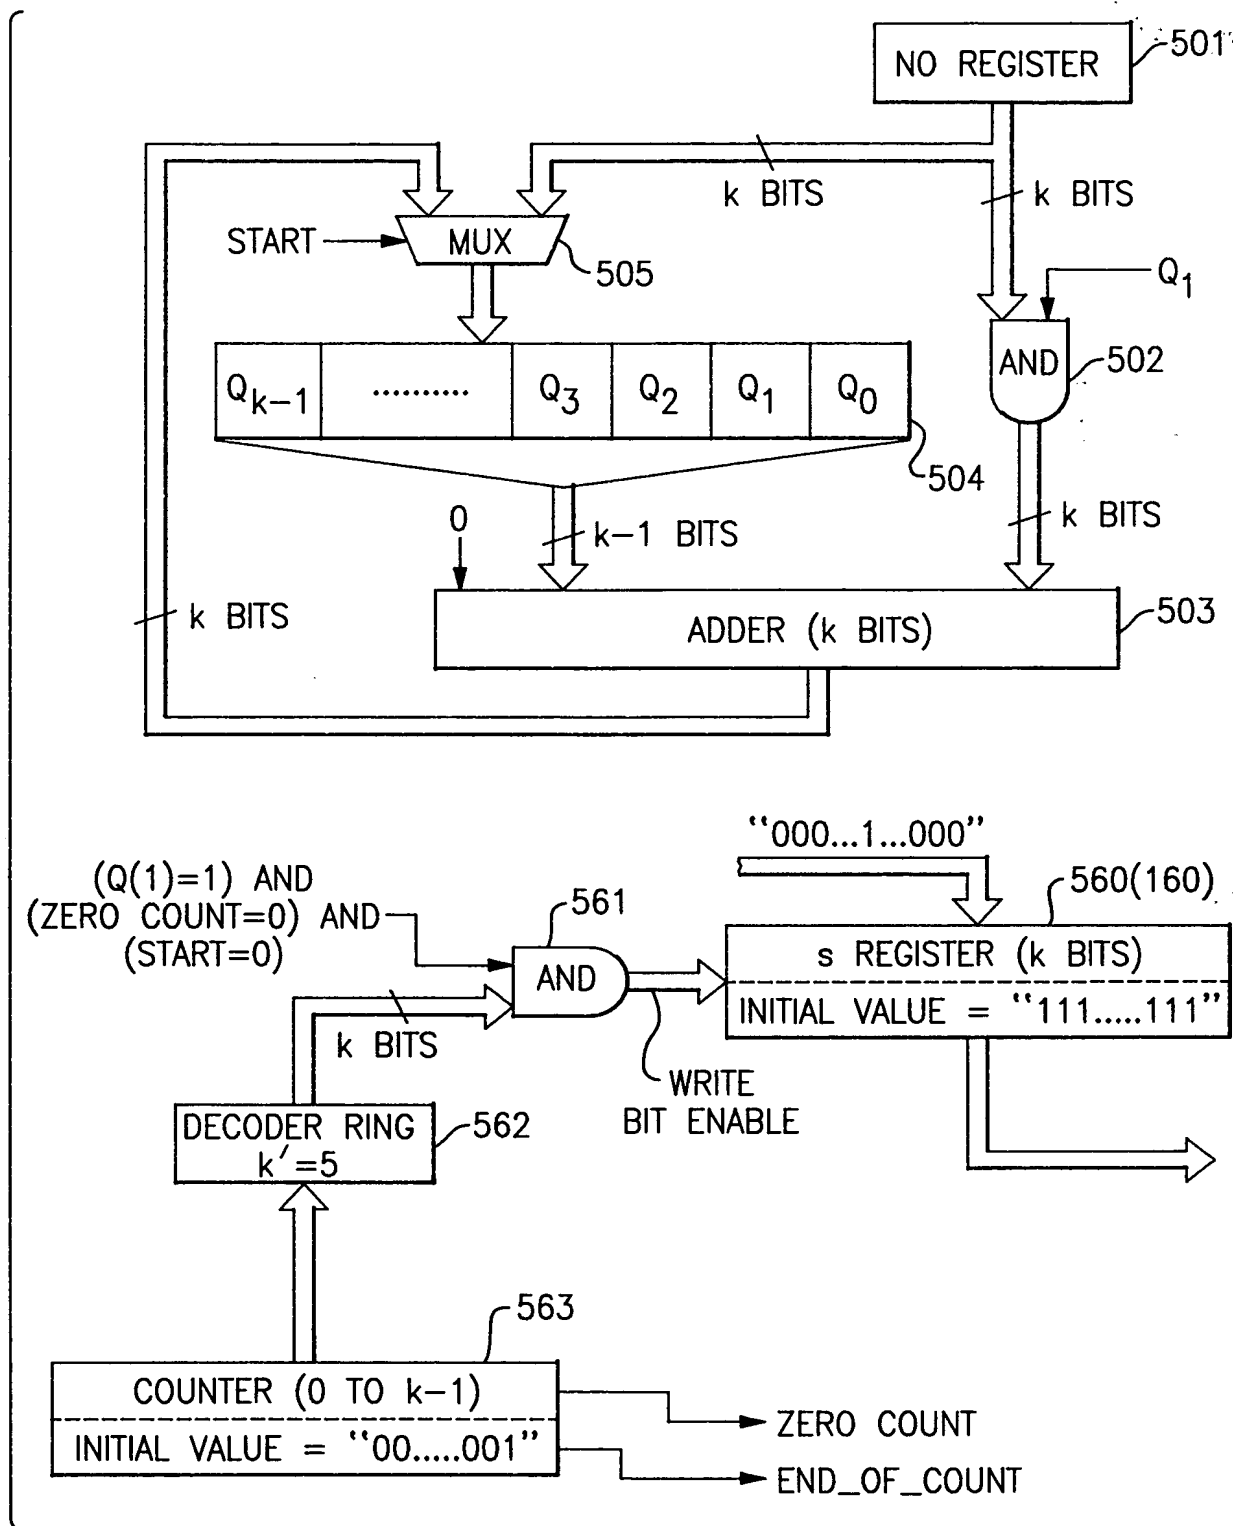 NO REGISTER
501
k BITS
k BITS
START
MUX
505
Q1
AND
502
Qk-1
..........
Q3
Q2
Q1
Q0
504
0
k-1 BITS
k BITS
k BITS
ADDER (k BITS)
503
"000...1...000"
(Q(1)=1) AND
(ZERO COUNT=0) AND
(START=0)
561
AND
560(160)
s REGISTER (k BITS)
INITIAL VALUE = "111.....111"
k BITS
WRITE
BIT ENABLE
DECODER RING
k'=5
562
563
COUNTER (0 TO k-1)
INITIAL VALUE = "00.....001"
ZERO COUNT
END_OF_COUNT